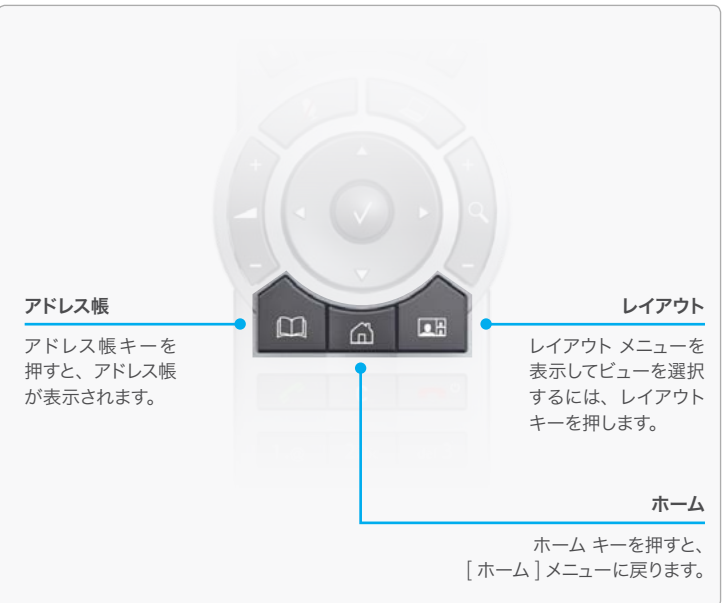 アドレス帳
アドレス帳キーを
押すと、アドレス帳
が表示されます。
レイアウト
レイアウト メニューを
表示してビューを選択
するには、レイアウト
キーを押します。
ホーム
ホーム キーを押すと、
[ ホーム ] メニューに戻ります。